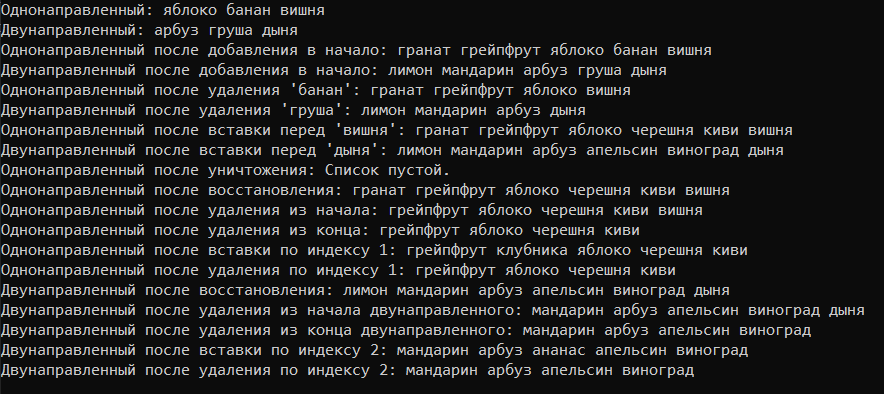 Однонаправленный: яблоко банан вишня
Двунаправленный: арбуз груша дыня
Однонаправленный после добавления в начало: гранат грейпфрут яблоко банан вишня
Двунаправленный после добавления в начало: лимон мандарин арбуз груша дыня
Однонаправленный после удаления 'банан': гранат грейпфрут яблоко вишня
Двунаправленный после удаления 'груша': лимон мандарин арбуз дыня
Однонаправленный после вставки перед 'вишня': гранат грейпфрут яблоко черешня киви вишня
Двунаправленный после вставки перед 'дыня': лимон мандарин арбуз апельсин виноград дыня
Однонаправленный после уничтожения: Список пустой.
Однонаправленный после восстановления: гранат грейпфрут яблоко черешня киви вишня
Однонаправленный после удаления из начала: грейпфрут яблоко черешня киви вишня
Однонаправленный после удаления из конца: грейпфрут яблоко черешня киви
Однонаправленный после вставки по индексу 1: грейпфрут клубника яблоко черешня киви
Однонаправленный после удаления по индексу 1: грейпфрут яблоко черешня киви
Двунаправленный после восстановления: лимон мандарин арбуз апельсин виноград дыня
Двунаправленный после удаления из начала двунаправленного: мандарин арбуз апельсин виноград дыня
Двунаправленный после удаления из конца двунаправленного: мандарин арбуз апельсин виноград
Двунаправленный после вставки по индексу 2: мандарин арбуз ананас апельсин виноград
Двунаправленный после удаления по индексу 2: мандарин арбуз апельсин виноград